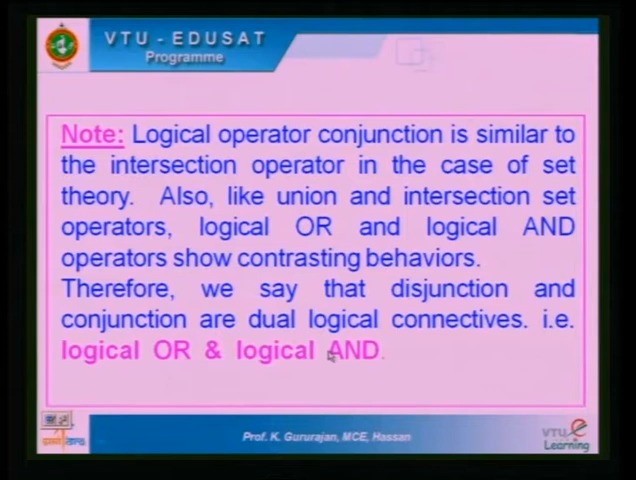 VTU - EDUSAT
Programme
Note: Logical operator conjunction is similar to
the intersection operator in the case of set
theory. Also, like union and intersection set
operators, logical OR and logical AND
operators show contrasting behaviors.
Therefore, we say that disjunction and
conjunction are dual logical connectives. i.e.
logical OR & logical AND.
Prof. K. Gururajan, MCE, Hassan
VTU e
Learning